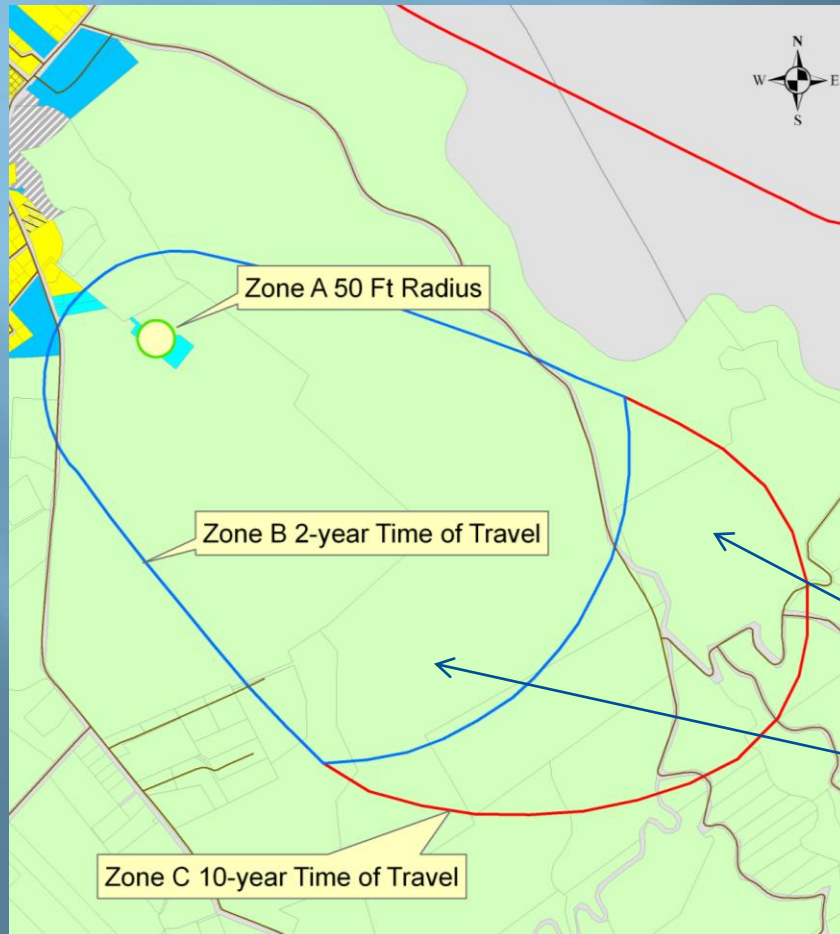 N
W E
S
Zone A 50 Ft Radius
Zone B 2-year Time of Travel
Zone C 10-year Time of Travel